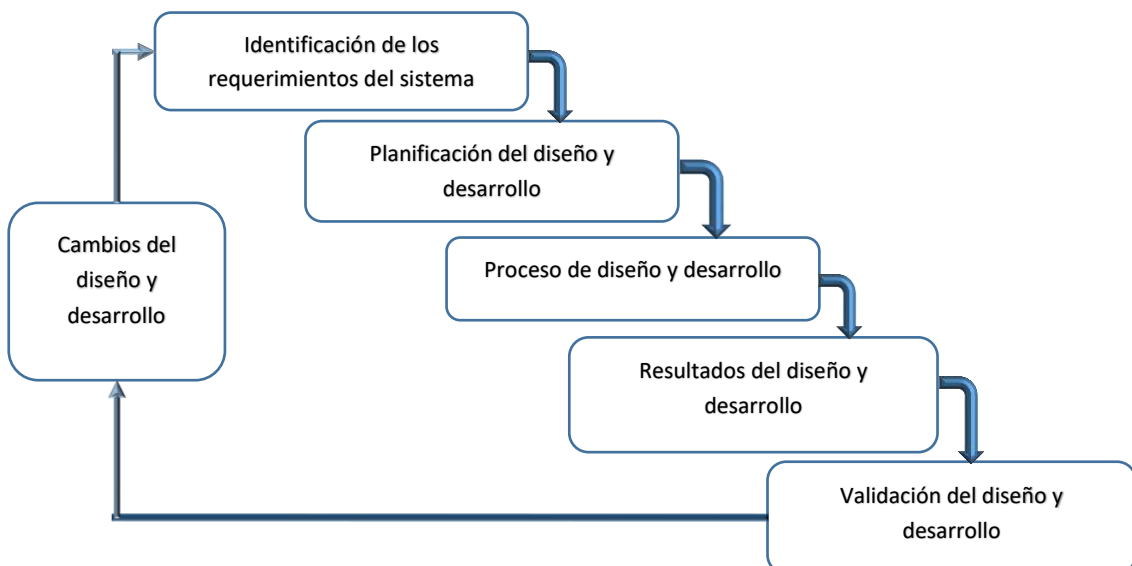 Identificación de los
requerimientos del sistema
Planificación del diseño y
desarrollo
Cambios del
diseño y
desarrollo
Proceso de diseño y desarrollo
Resultados del diseño y
desarrollo
Validación del diseño y
desarrollo